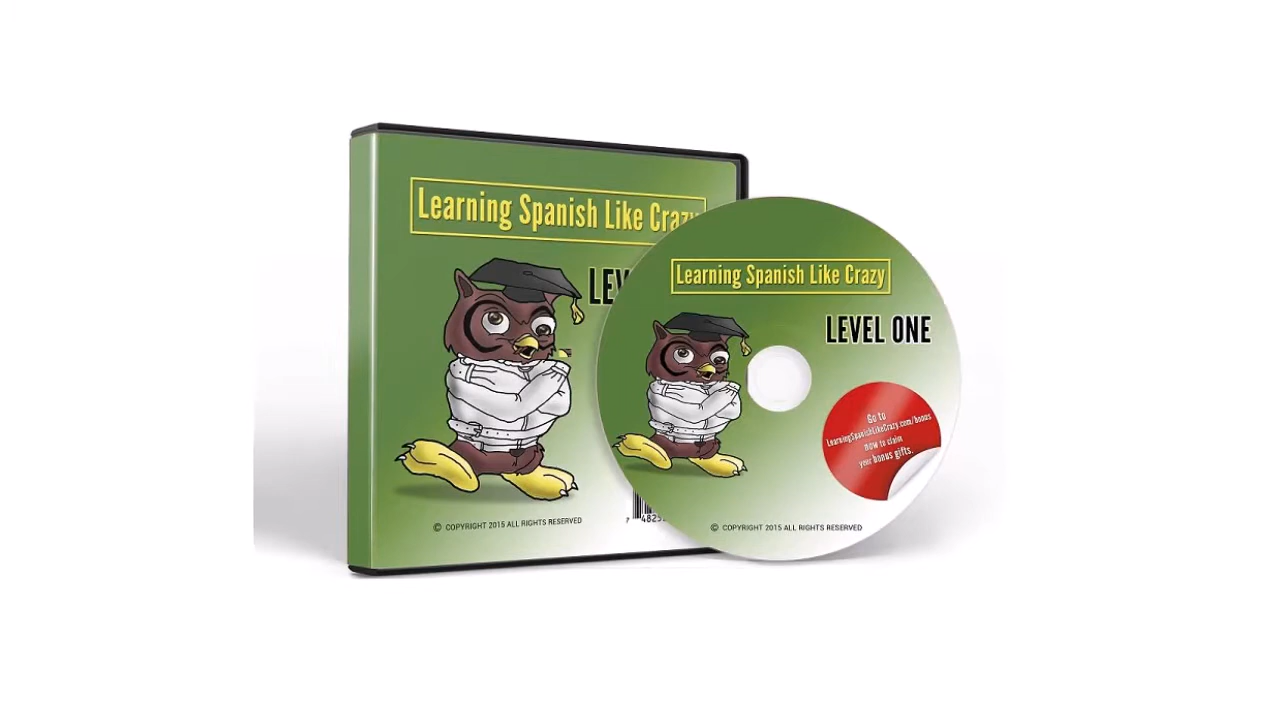 Learning Spanish Like Crazy
© COPYRIGHT 2015 ALL RIGHTS RESERVED
Learning Spanish Like Crazy
LEVEL ONE
Go to
LearningSpanishLikeCrazy.com/bonus
now to claim
your bonus gifts.
© COPYRIGHT 2015 ALL RIGHTS RESERVED